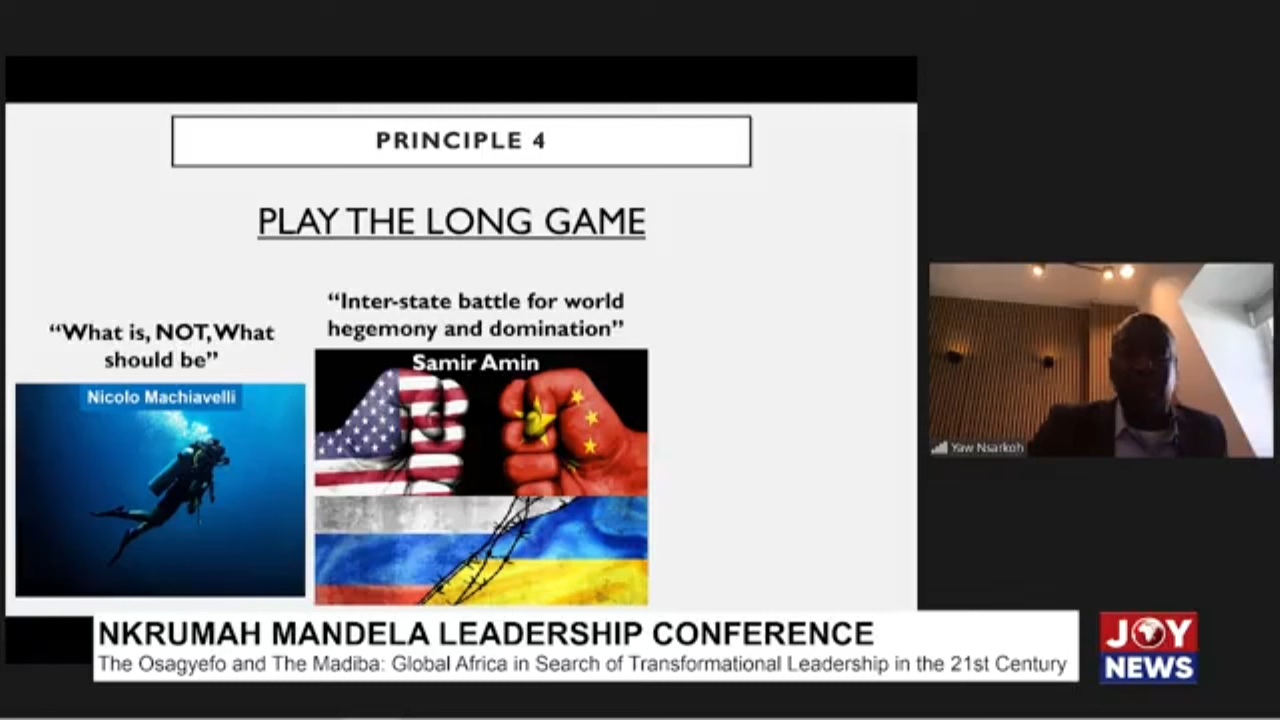 PRINCIPLE 4
PLAY THE LONG GAME
“What is, NOT, What
should be”
Nicolo Machiavelli
“Inter-state battle for world
hegemony and domination”
Samir Amin
Yaw Nsarkoh
NKRUMAH MANDELA LEADERSHIP CONFERENCE
The Osagyefo and The Madiba: Global Africa in Search of Transformational Leadership in the 21st Century
JOY
NEWS